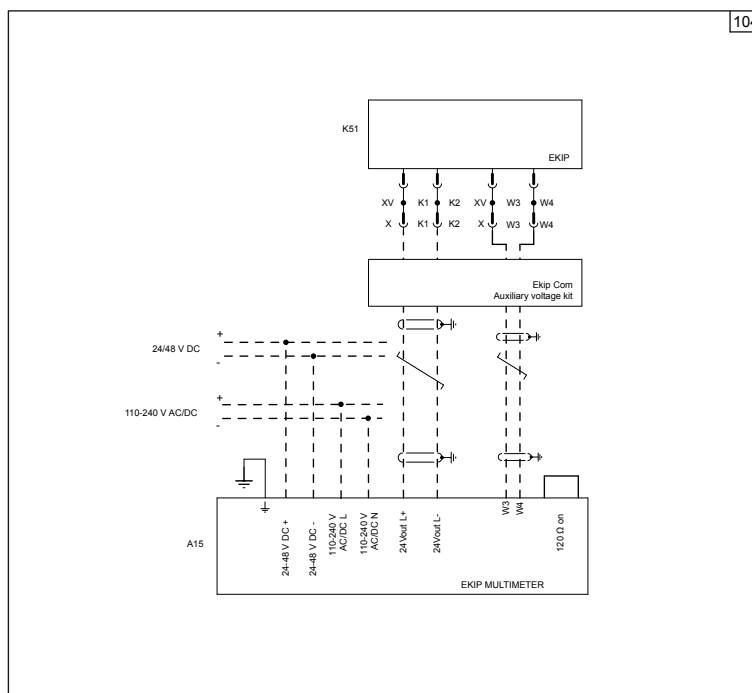 104
K51
EKIP
XV K1 K2 XV W3 W4
X K1 K2 X W3 W4
Ekip Com
Auxiliary voltage kit
+
24/48 V DC
-
+
110-240 V AC/DC
-
A15
24-48 V DC +
24-48 V DC -
110-240 V
AC/DC L
110-240 V
AC/DC N
24Vout L+
24Vout L-
W3
W4
120 Ω on
EKIP MULTIMETER